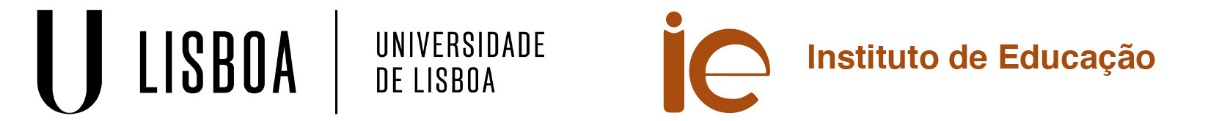 U LISBOA
UNIVERSIDADE
DE LISBOA
ie
Instituto de Educação